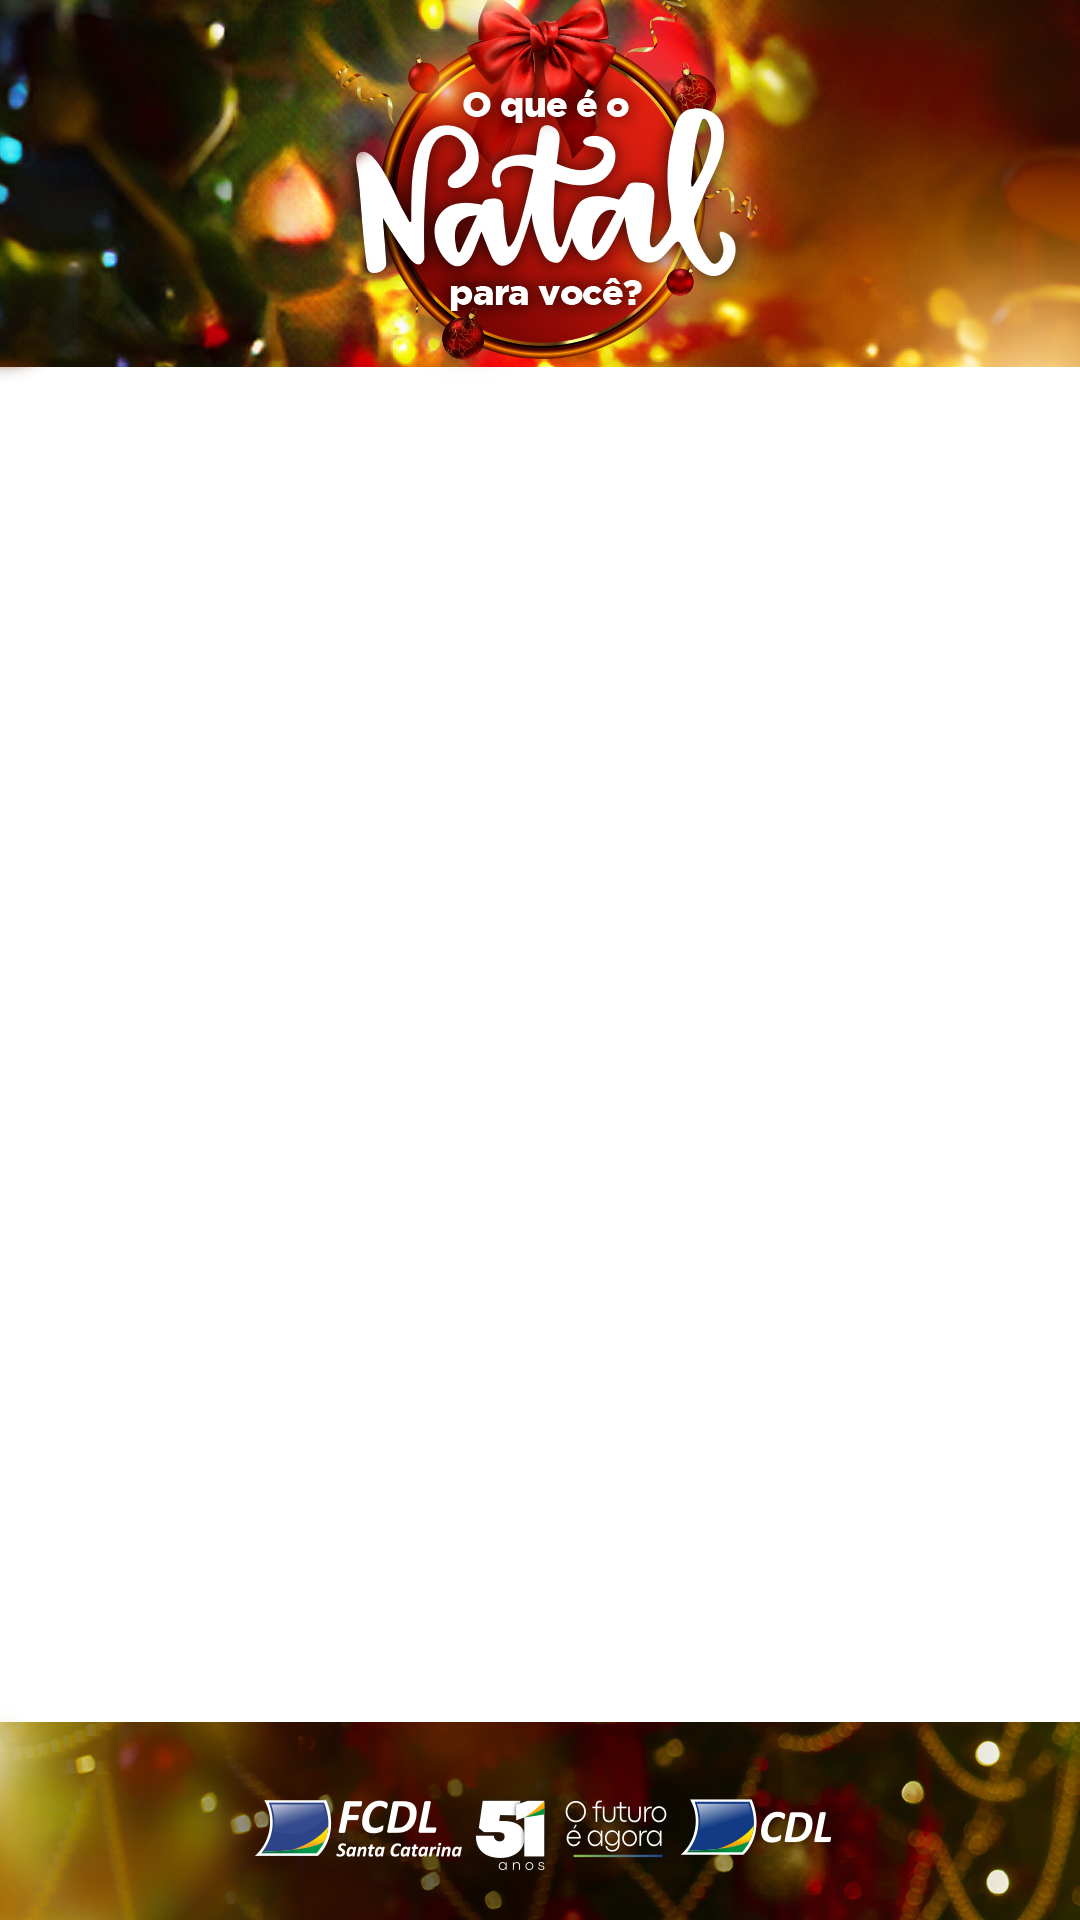 O que é o
Natal
para você?
FCDL
Santa Catarina
51
anos
O futuro
é agora
CDL